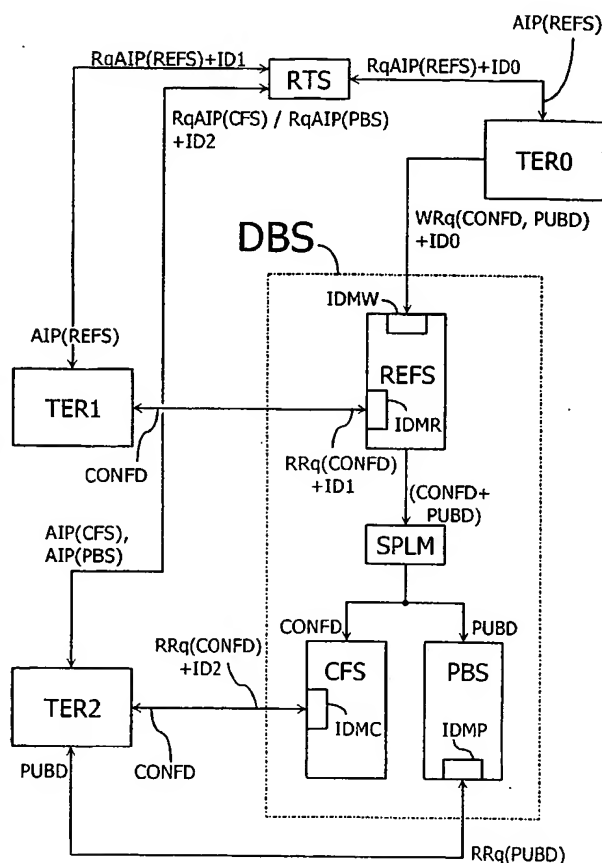 AIP(REFS)
RqAIP(REFS)+ID1
RTS
RqAIP(REFS)+ID0
RqAIP(CFS) / RqAIP(PBS)
+ID2
TER0
WRq(CONFD, PUBD)
+ID0
DBS
IDMW
REFS
AIP(REFS)
TER1
IDMR
CONFD
RRq(CONFD)
+ID1
(CONFD+
PUBD)
AIP(CFS),
AIP(PBS)
SPLM
CONFD
PUBD
RRq(CONFD)
+ID2
CFS
PBS
TER2
IDMC
IDMP
PUBD
CONFD
RRq(PUBD)